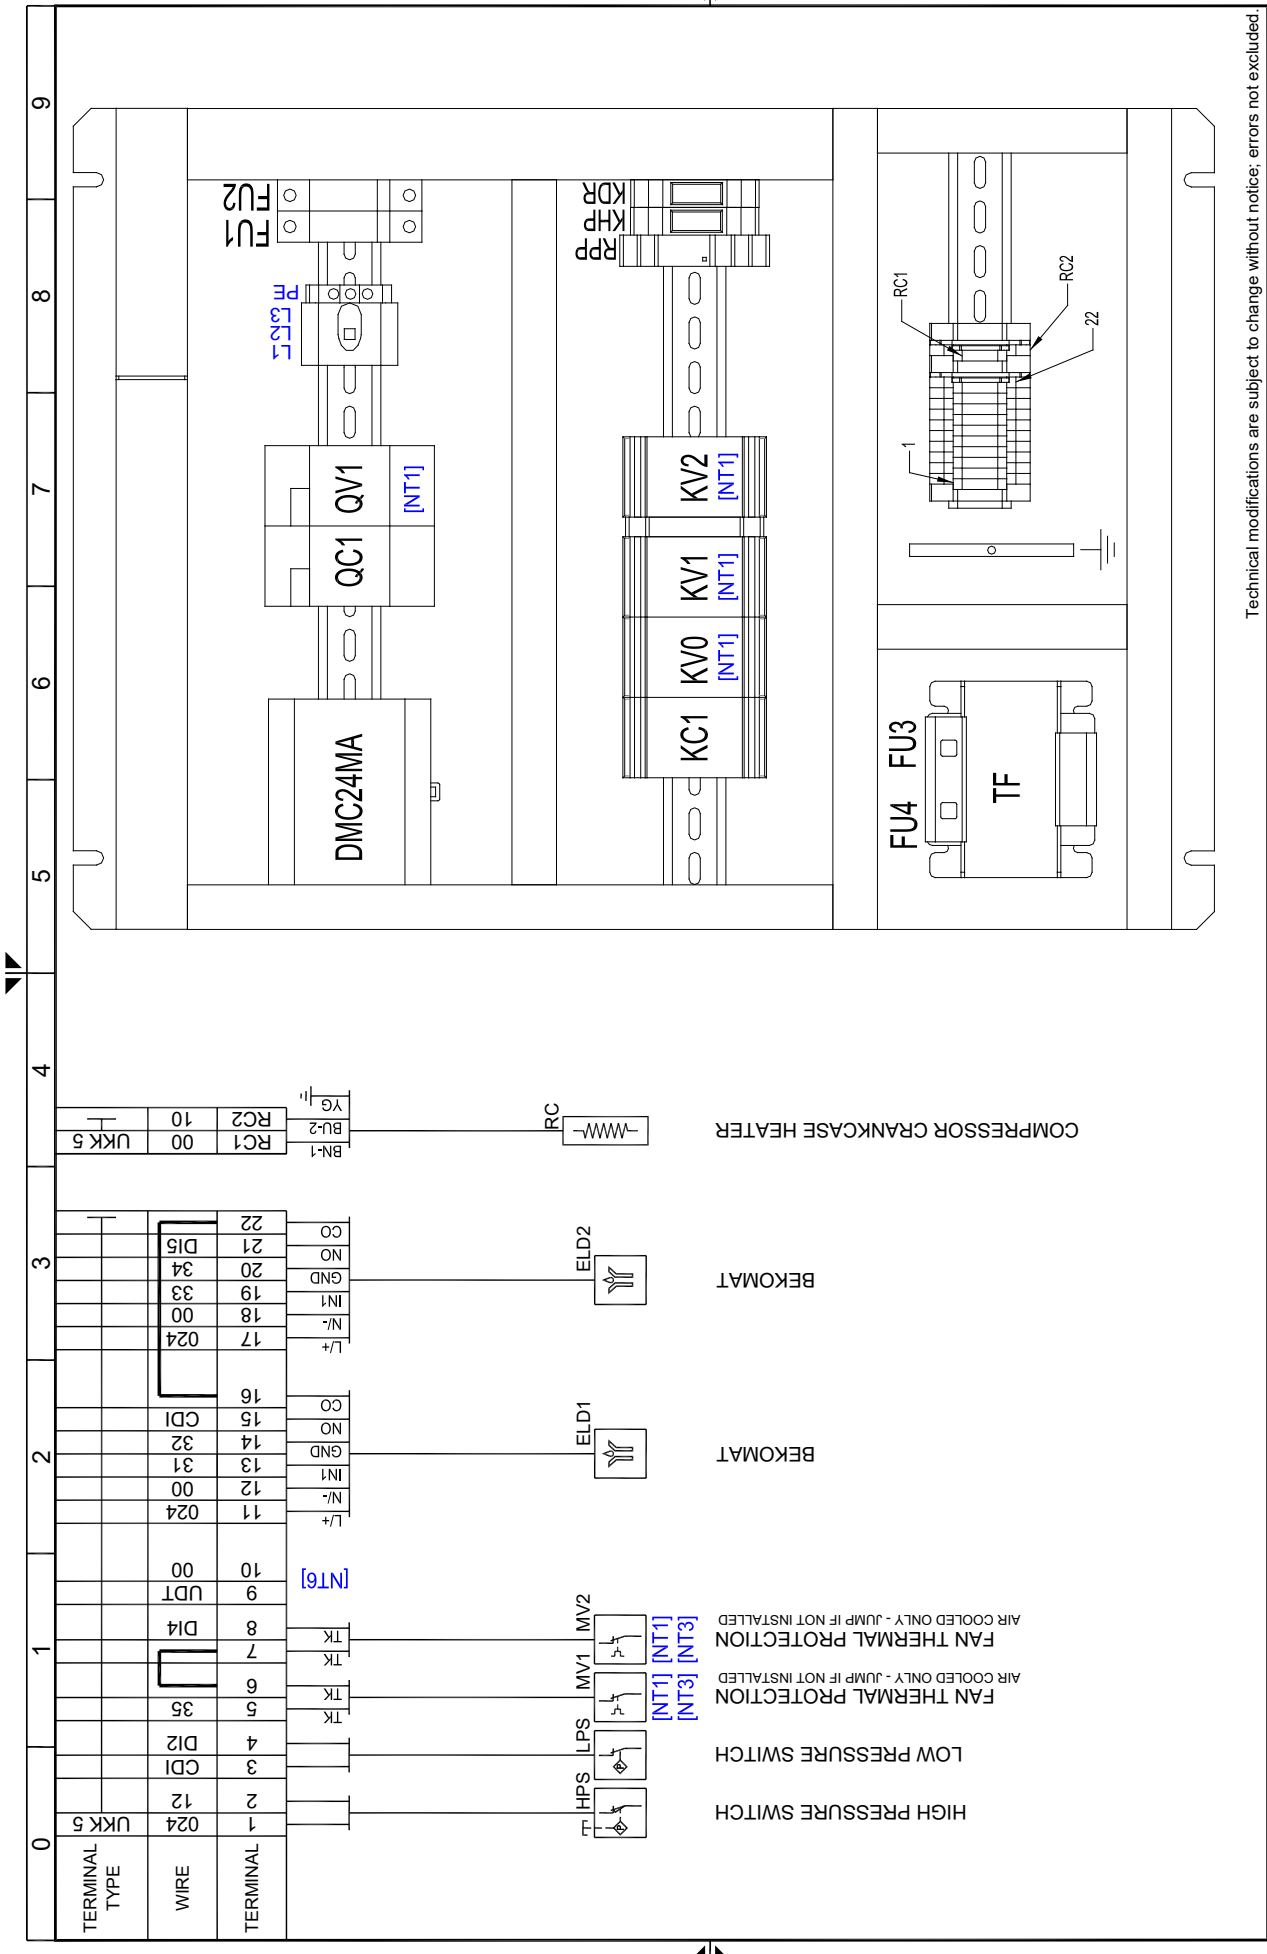 0
1
2
3
4
5
6
7
8
9
TERMINAL
TYPE
WIRE
TERMINAL
UKK 5
024
1
12
2
CDI
3
DI2
4
35
5
6
7
DI4
8
UDT
9
00
10
024
11
00
12
31
13
32
14
CDI
15
16
024
17
00
18
33
19
34
20
DI5
21
22
UKK 5
00
RC1
10
RC2
TK
TK
TK
TK
[NT6]
L/+
N/-
IN1
GND
NO
CO
L/+
N/-
IN1
GND
NO
CO
BN-1
BU-2
YG
HPS
LPS
MV1
MV2
ELD1
ELD2
RC
[NT1]
[NT3]
[NT1]
[NT3]
HIGH PRESSURE SWITCH
LOW PRESSURE SWITCH
FAN THERMAL PROTECTION
AIR COOLED ONLY - JUMP IF NOT INSTALLED
FAN THERMAL PROTECTION
AIR COOLED ONLY - JUMP IF NOT INSTALLED
BEKOMAT
BEKOMAT
COMPRESSOR CRANKCASE HEATER
DMC24MA
QC1
QV1
[NT1]
L1
L2
L3
PE
FU1
FU2
KC1
KV0
[NT1]
KV1
[NT1]
KV2
[NT1]
RPP
KHP
KDR
FU4
FU3
TF
1
RC1
RC2
22
Technical modifications are subject to change without notice; errors not excluded.